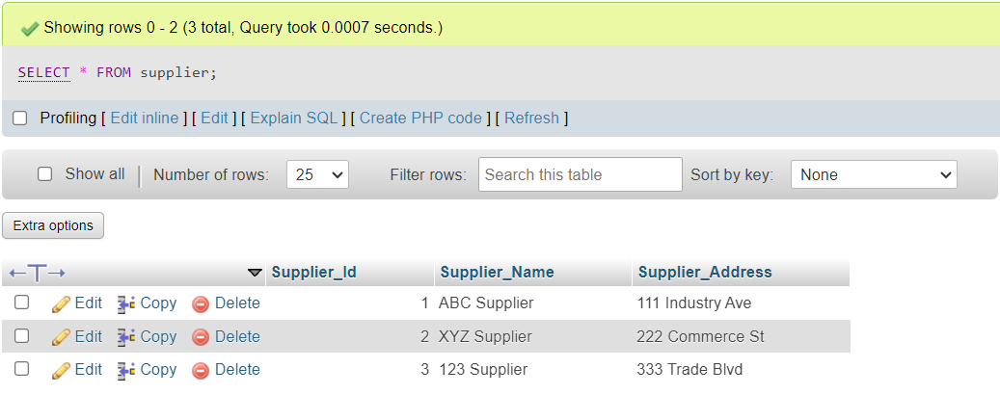 Showing rows 0 - 2 (3 total, Query took 0.0007 seconds.)
SELECT * FROM supplier;
Profiling [ Edit inline ] [ Edit ] [ Explain SQL ] [ Create PHP code ] [ Refresh ]
Show all | Number of rows: 25 Filter rows: Search this table Sort by key: None
Extra options
←T→ Supplier_Id Supplier_Name Supplier_Address
Edit Copy Delete 1 ABC Supplier 111 Industry Ave
Edit Copy Delete 2 XYZ Supplier 222 Commerce St
Edit Copy Delete 3 123 Supplier 333 Trade Blvd